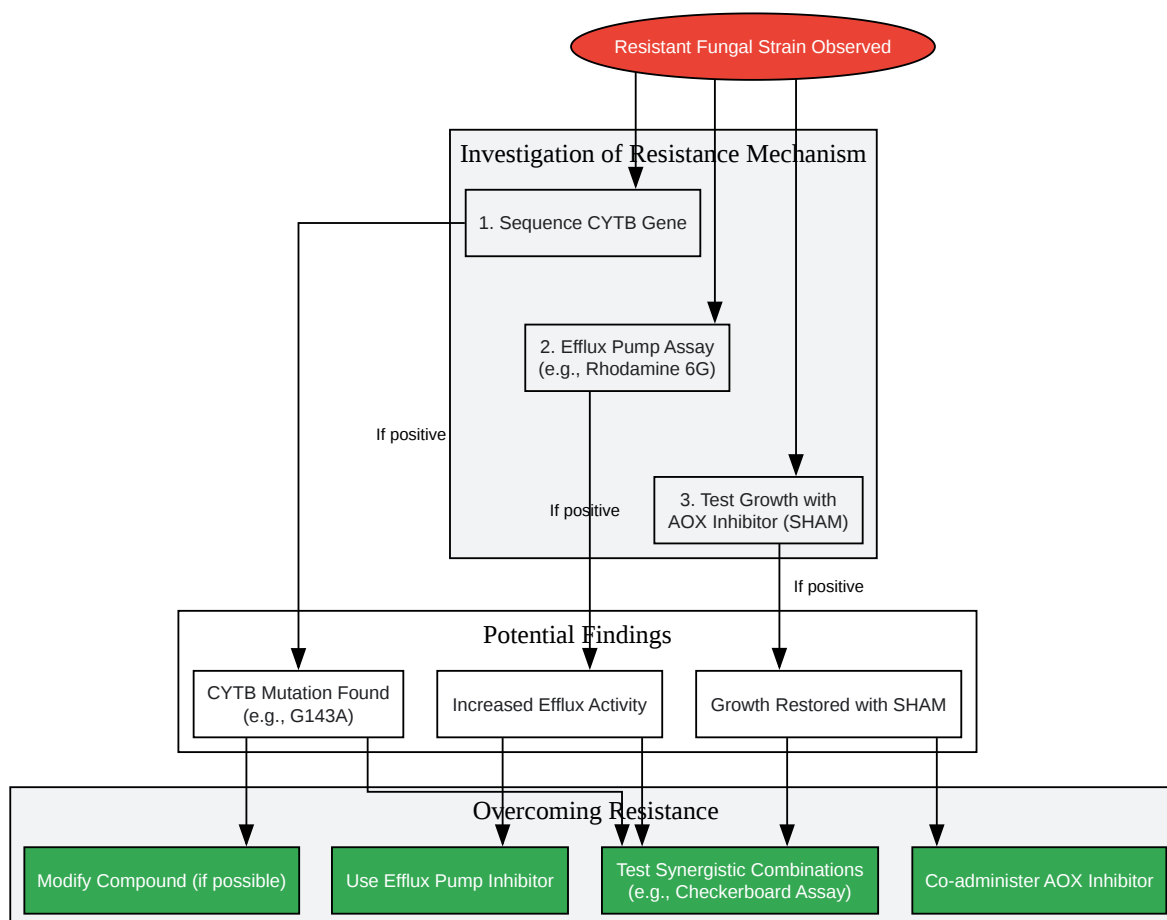 Resistant Fungal Strain Observed
Investigation of Resistance Mechanism
1. Sequence CYTB Gene
2. Efflux Pump Assay
(e.g., Rhodamine 6G)
If positive
3. Test Growth with
AOX Inhibitor (SHAM)
If positive
If positive
Potential Findings
CYTB Mutation Found
(e.g., G143A)
Increased Efflux Activity
Growth Restored with SHAM
Overcoming Resistance
Modify Compound (if possible)
Use Efflux Pump Inhibitor
Test Synergistic Combinations
(e.g., Checkerboard Assay)
Co-administer AOX Inhibitor